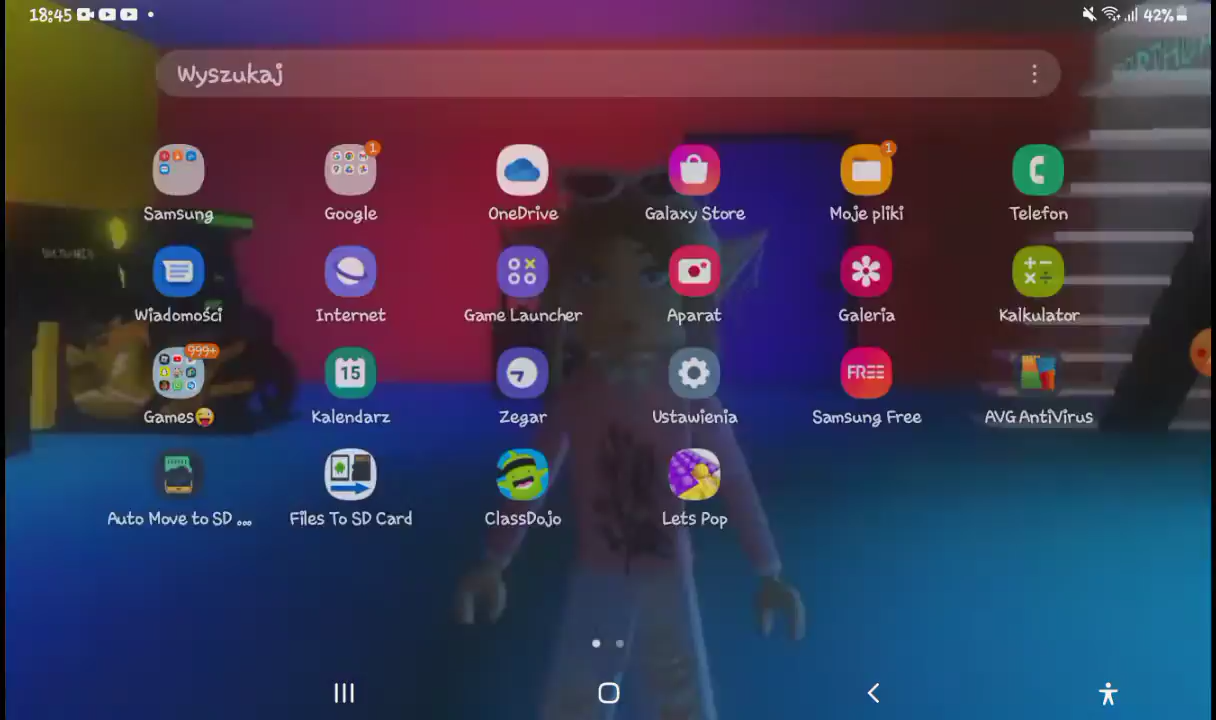 18:45 42%
Wyszukaj
1 1
Samsung Google OneDrive Galaxy Store Moje pliki Telefon
Wiadomości Internet Game Launcher Aparat Galeria Kalkulator
999+ 15 FREE
Games😜 Kalendarz Zegar Ustawienia Samsung Free AVG AntiVirus
Auto Move to SD ... Files To SD Card ClassDojo Lets Pop